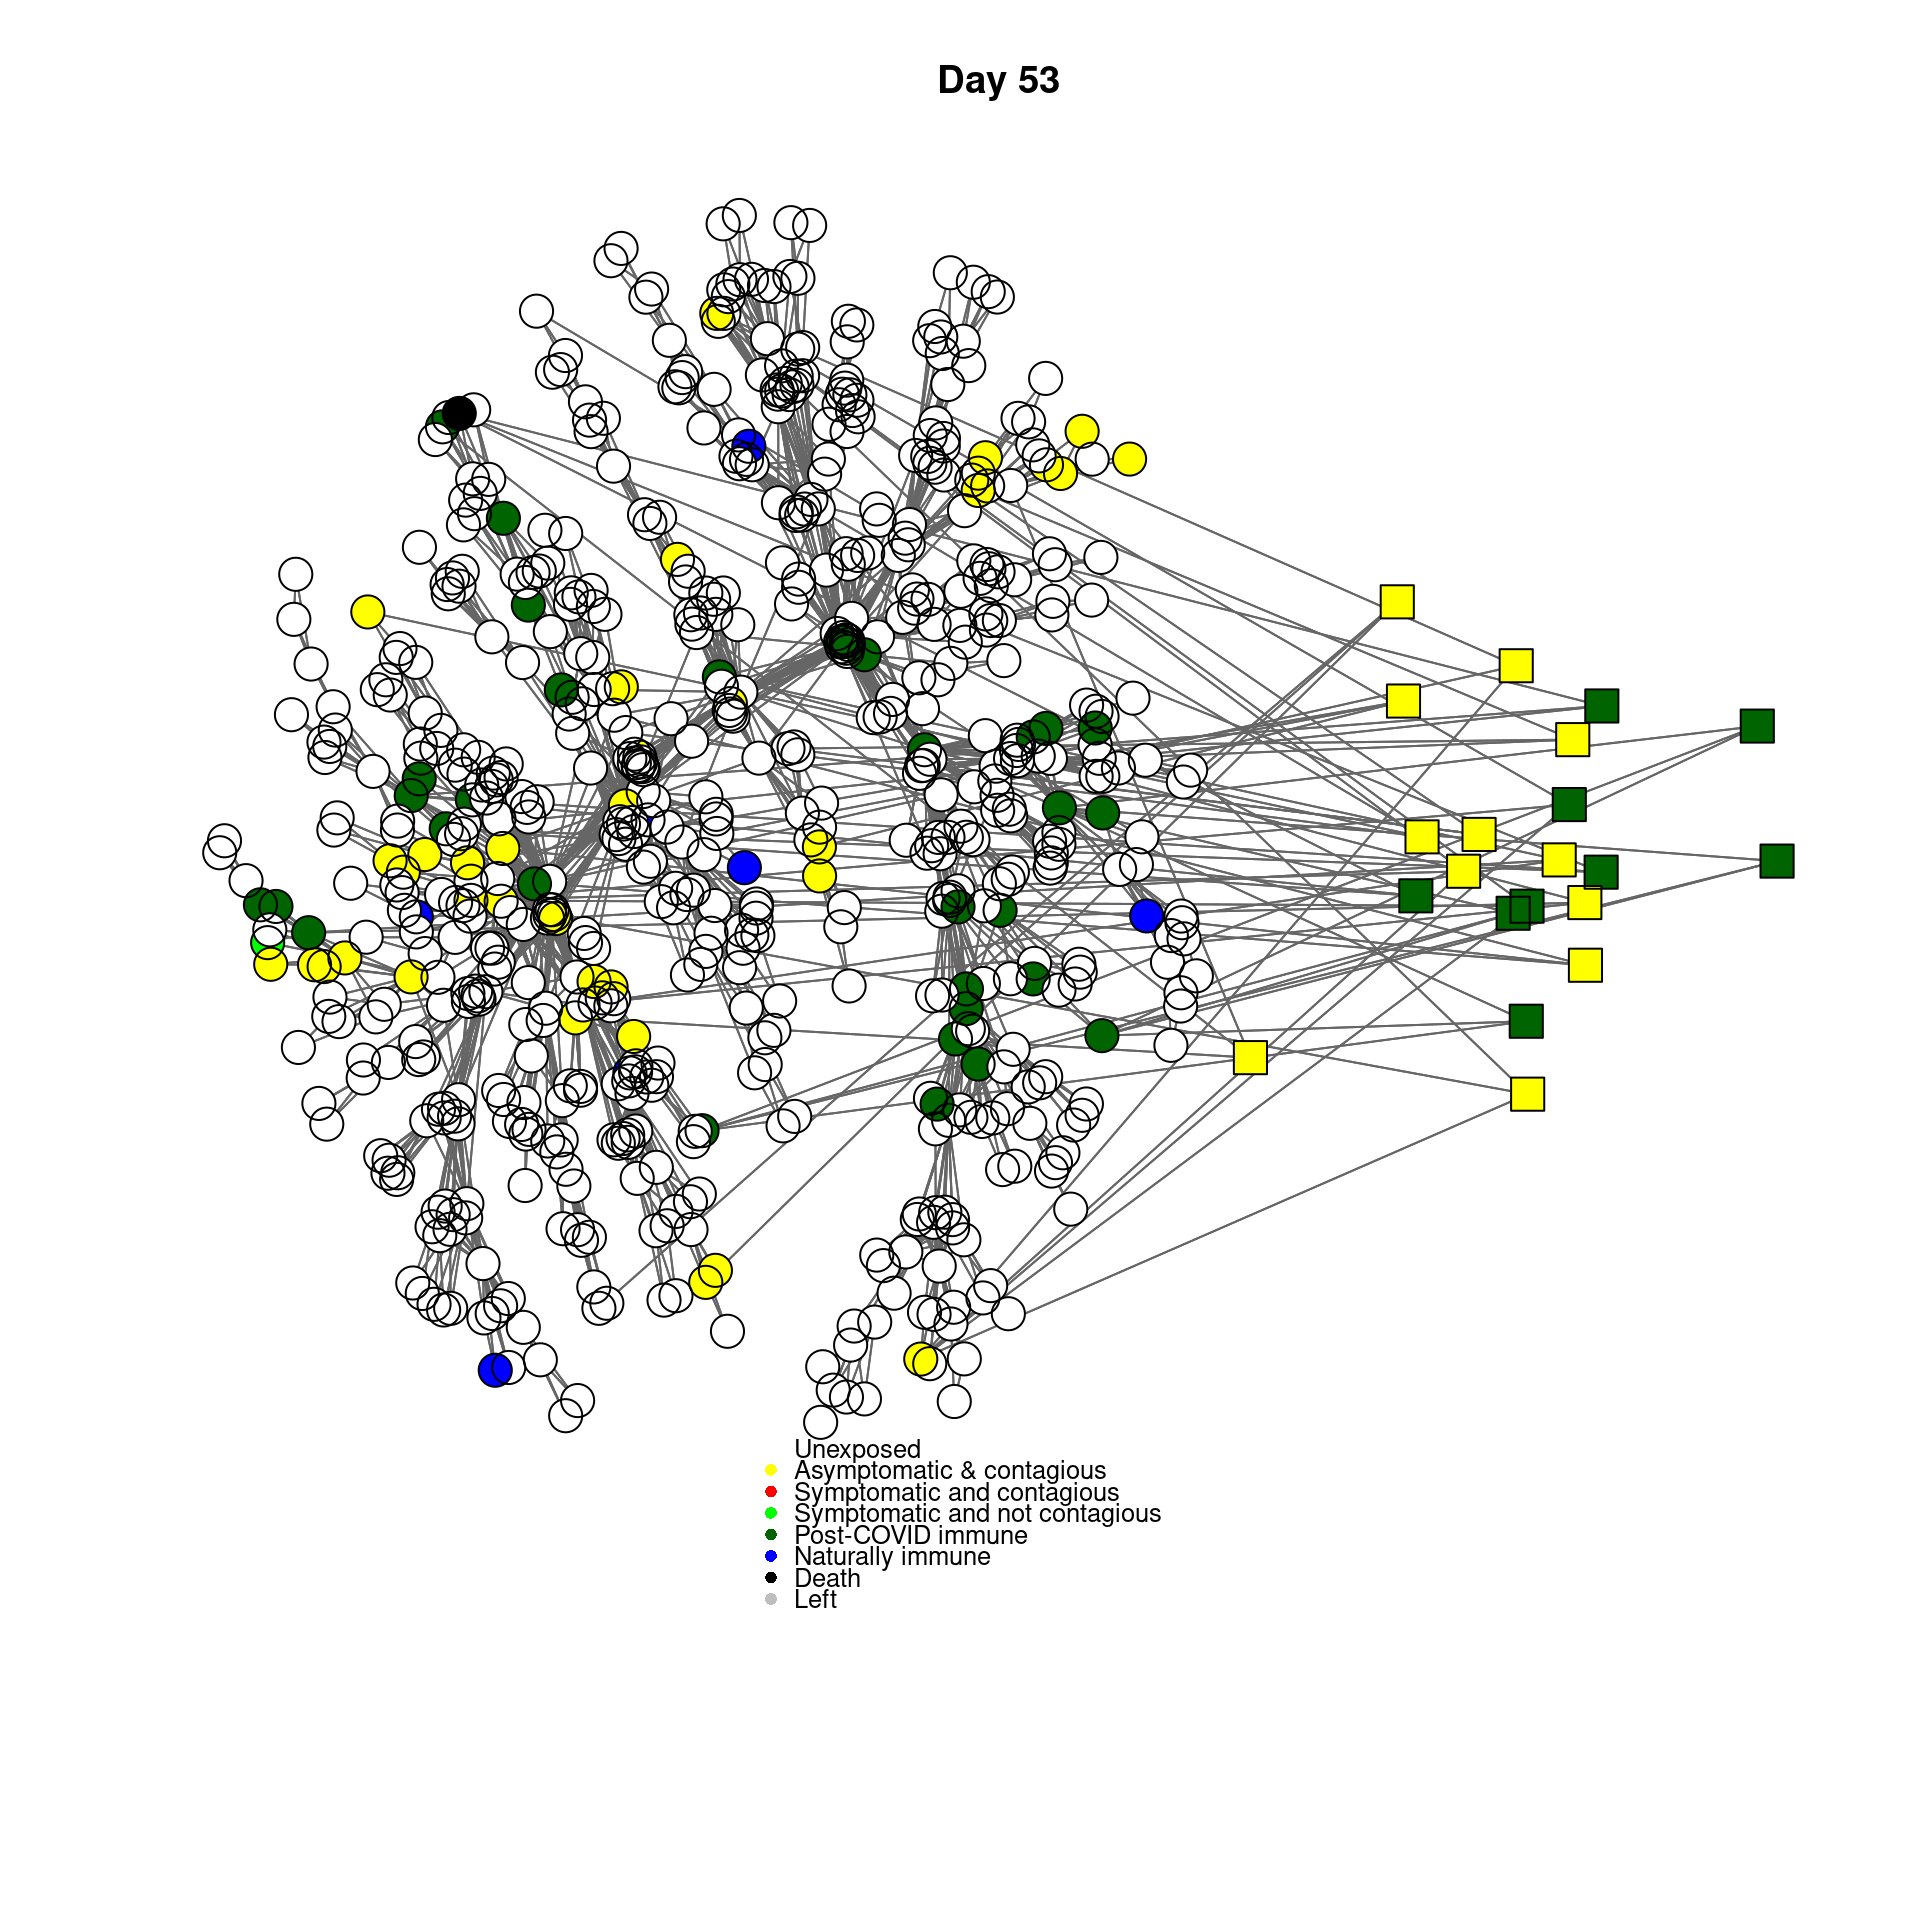 Day 53
Unexposed
Asymptomatic & contagious
Symptomatic and contagious
Symptomatic and not contagious
Post-COVID immune
Naturally immune
Death
Left